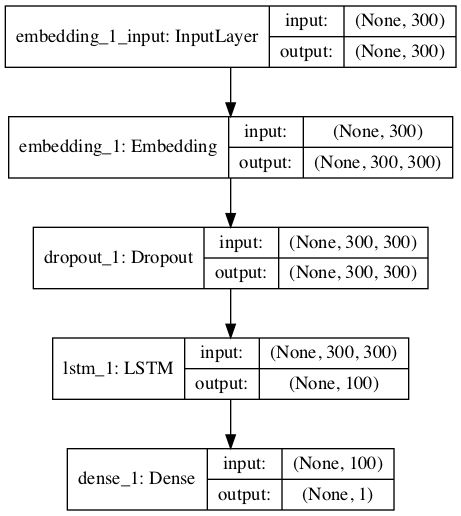 embedding_1_input: InputLayer
input: (None, 300)
output: (None, 300)
embedding_1: Embedding
input: (None, 300)
output: (None, 300, 300)
dropout_1: Dropout
input: (None, 300, 300)
output: (None, 300, 300)
lstm_1: LSTM
input: (None, 300, 300)
output: (None, 100)
dense_1: Dense
input: (None, 100)
output: (None, 1)